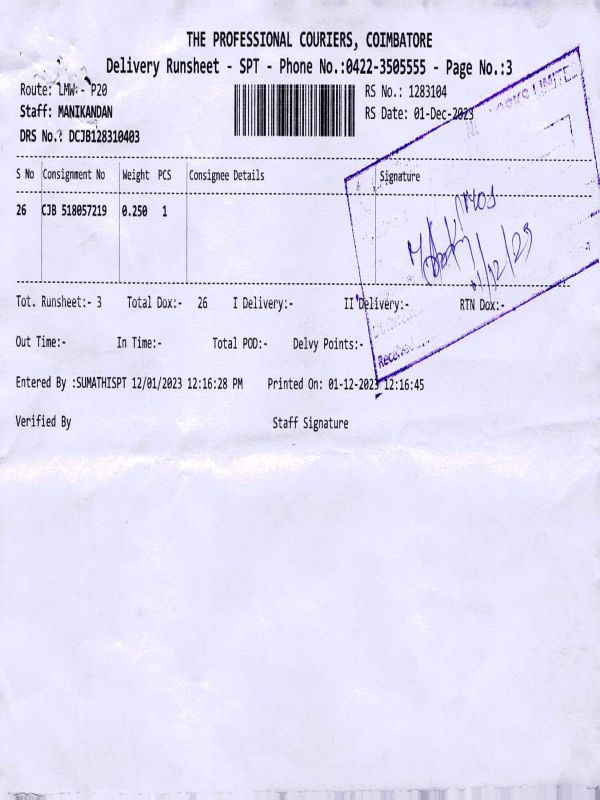 THE PROFESSIONAL COURIERS, COIMBATORE
Delivery Runsheet - SPT - Phone No.:0422-3505555 - Page No.:3
Route: LMW - P20 RS No.: 1283104
Staff: MANIKANDAN RS Date: 01-Dec-2023
DRS No.: DCJB128310403
S No Consignment No Weight PCS Consignee Details Signature
26 CJB 518057219 0.250 1
01/12/23
Tot. Runsheet:- 3 Total Dox:- 26 I Delivery:- II Delivery:- RTN Dox:-
Out Time:- In Time:- Total POD:- Delvy Points:-
Entered By :SUMATHISPT 12/01/2023 12:16:28 PM Printed On: 01-12-2023 12:16:45
Verified By Staff Signature